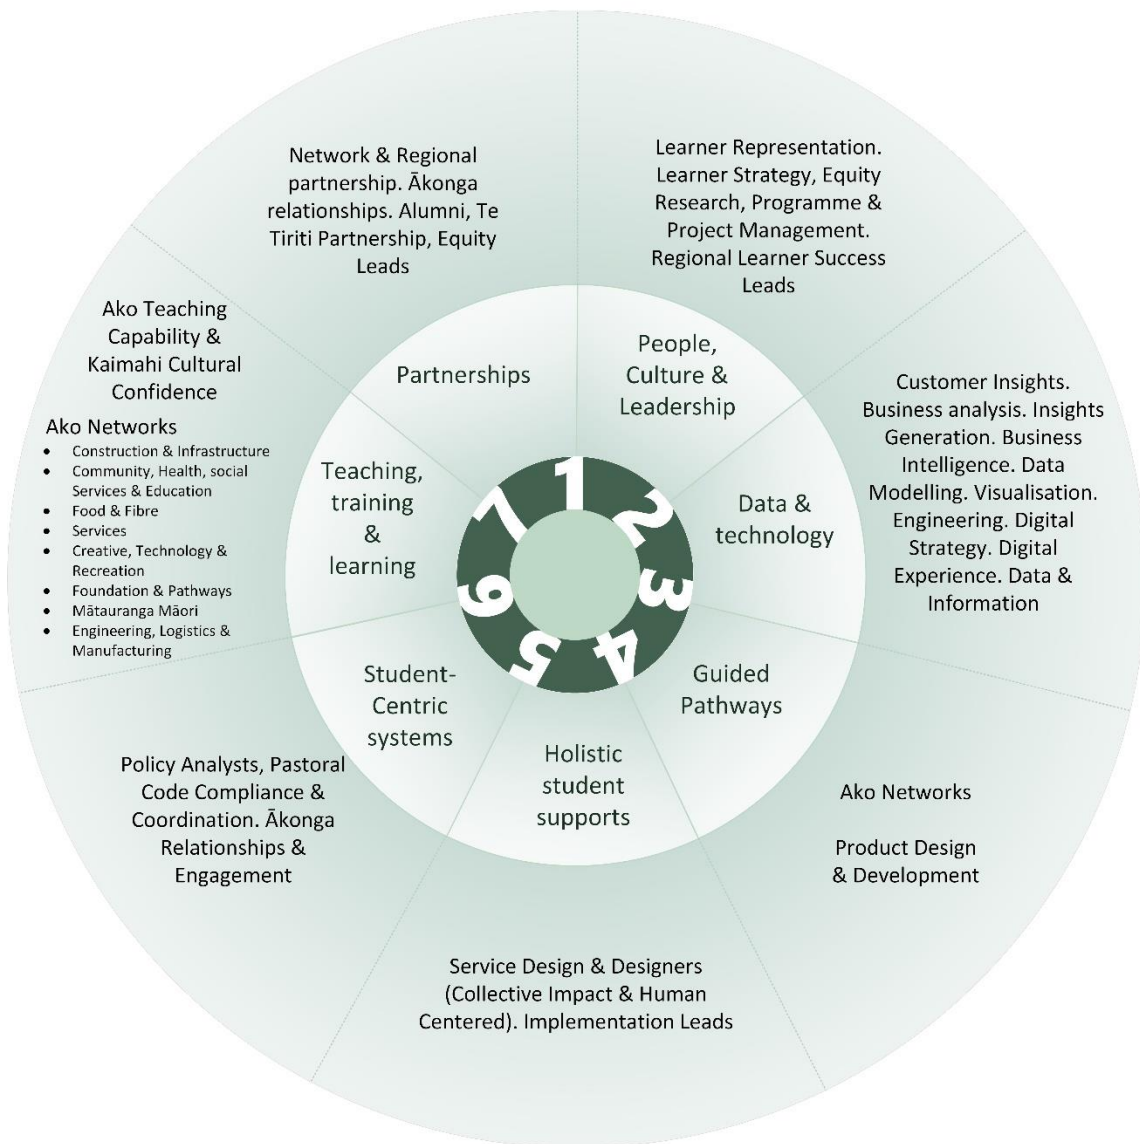 Network & Regional
partnership. Ākonga
relationships. Alumni, Te
Tiriti Partnership, Equity
Leads
Learner Representation.
Learner Strategy, Equity
Research, Programme &
Project Management.
Regional Learner Success
Leads
Ako Teaching
Capability &
Kaimahi Cultural
Confidence
Ako Networks
• Construction & Infrastructure
• Community, Health, social
Services & Education
• Food & Fibre
• Services
• Creative, Technology &
Recreation
• Foundation & Pathways
• Mātauranga Māori
• Engineering, Logistics &
Manufacturing
Partnerships
People,
Culture &
Leadership
Customer Insights.
Business analysis. Insights
Generation. Business
Intelligence. Data
Modelling. Visualisation.
Engineering. Digital
Strategy. Digital
Experience. Data &
Information
Teaching,
training
&
learning
1
2
3
4
5
6
7
Data &
technology
Student-
Centric
systems
Guided
Pathways
Holistic
student
supports
Policy Analysts, Pastoral
Code Compliance &
Coordination. Ākonga
Relationships &
Engagement
Ako Networks
Product Design
& Development
Service Design & Designers
(Collective Impact & Human
Centered). Implementation Leads